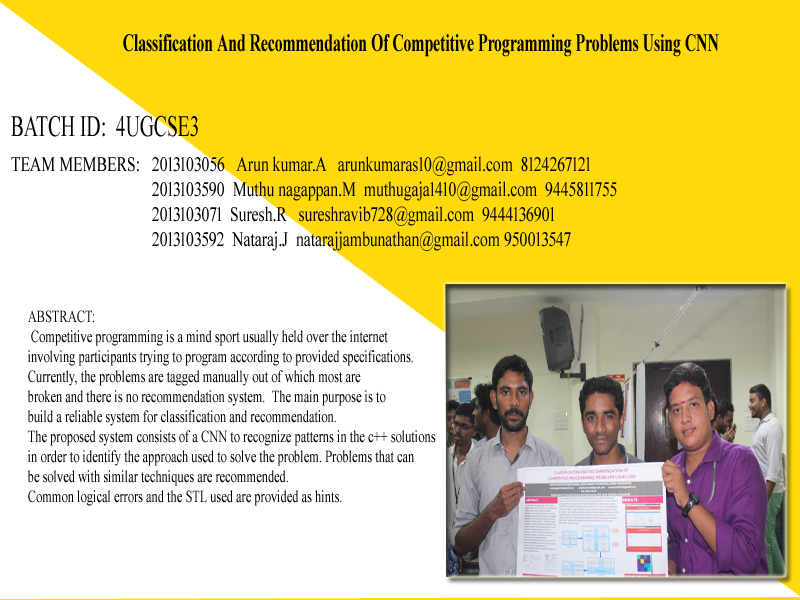 Classification And Recommendation Of Competitive Programming Problems Using CNN
BATCH ID: 4UGCSE3
TEAM MEMBERS: 2013103056 Arun kumar.A arunkumaras10@gmail.com 8124267121
2013103590 Muthu nagappan.M muthugaja1410@gmail.com 9445811755
2013103071 Suresh.R sureshravib728@gmail.com 9444136901
2013103592 Nataraj.J natarajjambunathan@gmail.com 950013547
ABSTRACT:
Competitive programming is a mind sport usually held over the internet
involving participants trying to program according to provided specifications.
Currently, the problems are tagged manually out of which most are
broken and there is no recommendation system. The main purpose is to
build a reliable system for classification and recommendation.
The proposed system consists of a CNN to recognize patterns in the c++ solutions
in order to identify the approach used to solve the problem. Problems that can
be solved with similar techniques are recommended.
Common logical errors and the STL used are provided as hints.
CLASSIFICATION AND RECOMMENDATION OF
COMPETITIVE PROGRAMMING PROBLEMS USING CNN
ABSTRACT
RESULTS